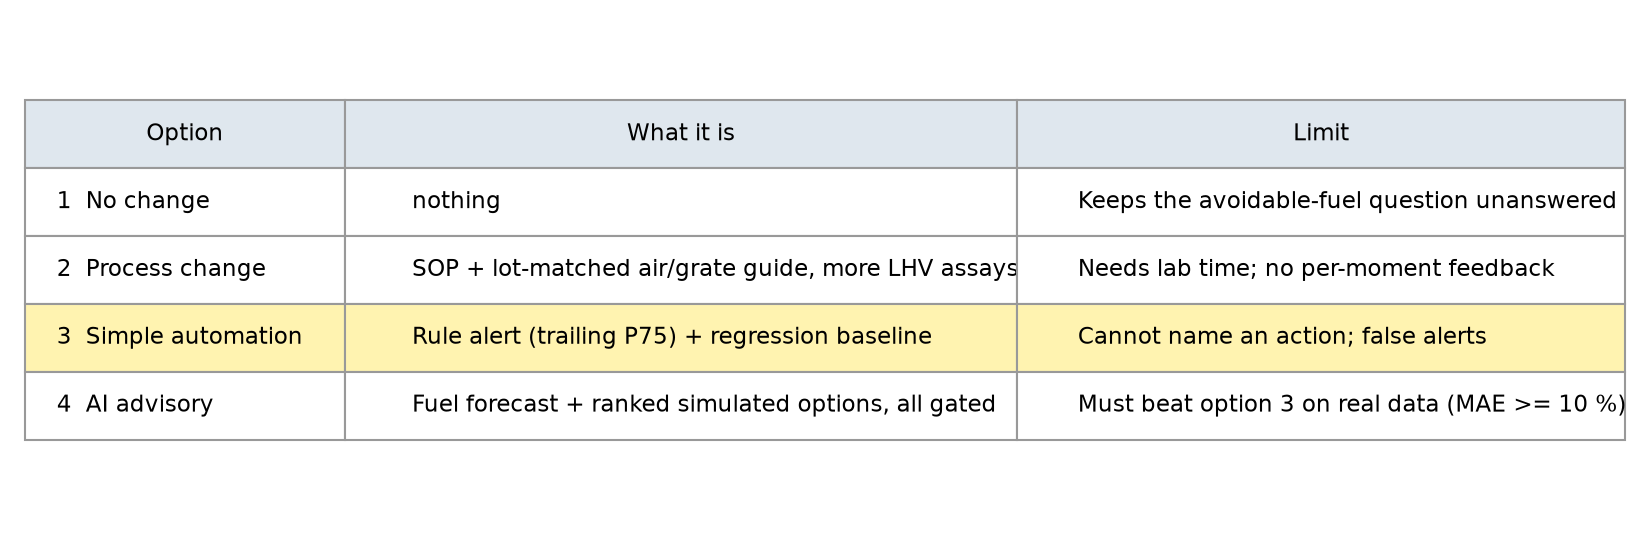 Option What it is Limit
1 No change nothing Keeps the avoidable-fuel question unanswered
2 Process change SOP + lot-matched air/grate guide, more LHV assays Needs lab time; no per-moment feedback
3 Simple automation Rule alert (trailing P75) + regression baseline Cannot name an action; false alerts
4 AI advisory Fuel forecast + ranked simulated options, all gated Must beat option 3 on real data (MAE >= 10 %)